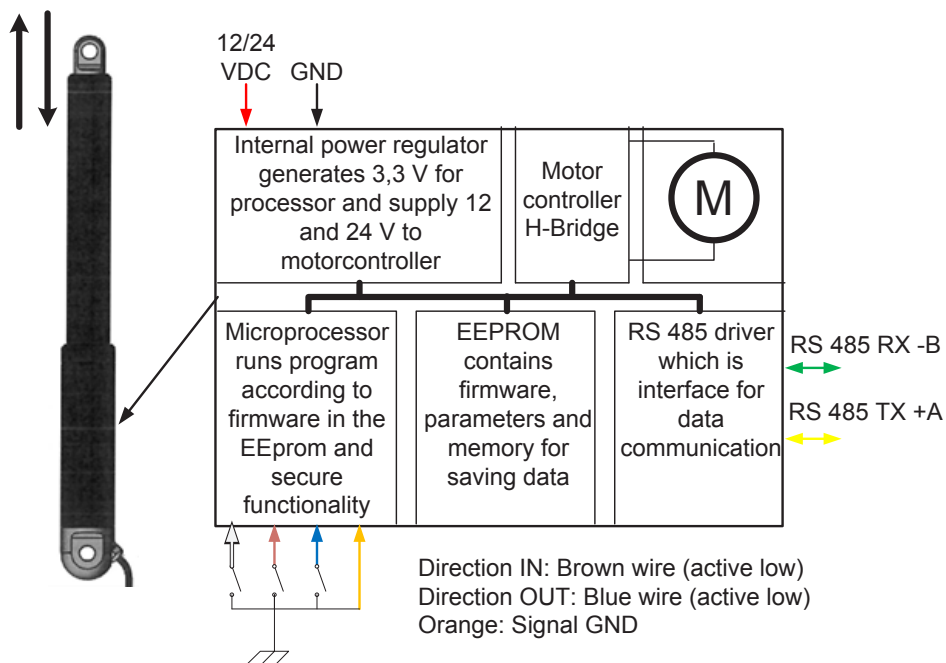 12/24
VDC GND
Internal power regulator
generates 3,3 V for
processor and supply 12
and 24 V to
motorcontroller
Motor
controller
H-Bridge
M
Microprocessor
runs program
according to
firmware in the
EEprom and
secure
functionality
EEPROM
contains
firmware,
parameters and
memory for
saving data
RS 485 driver
which is
interface for
data
communication
RS 485 RX -B
RS 485 TX +A
Direction IN: Brown wire (active low)
Direction OUT: Blue wire (active low)
Orange: Signal GND